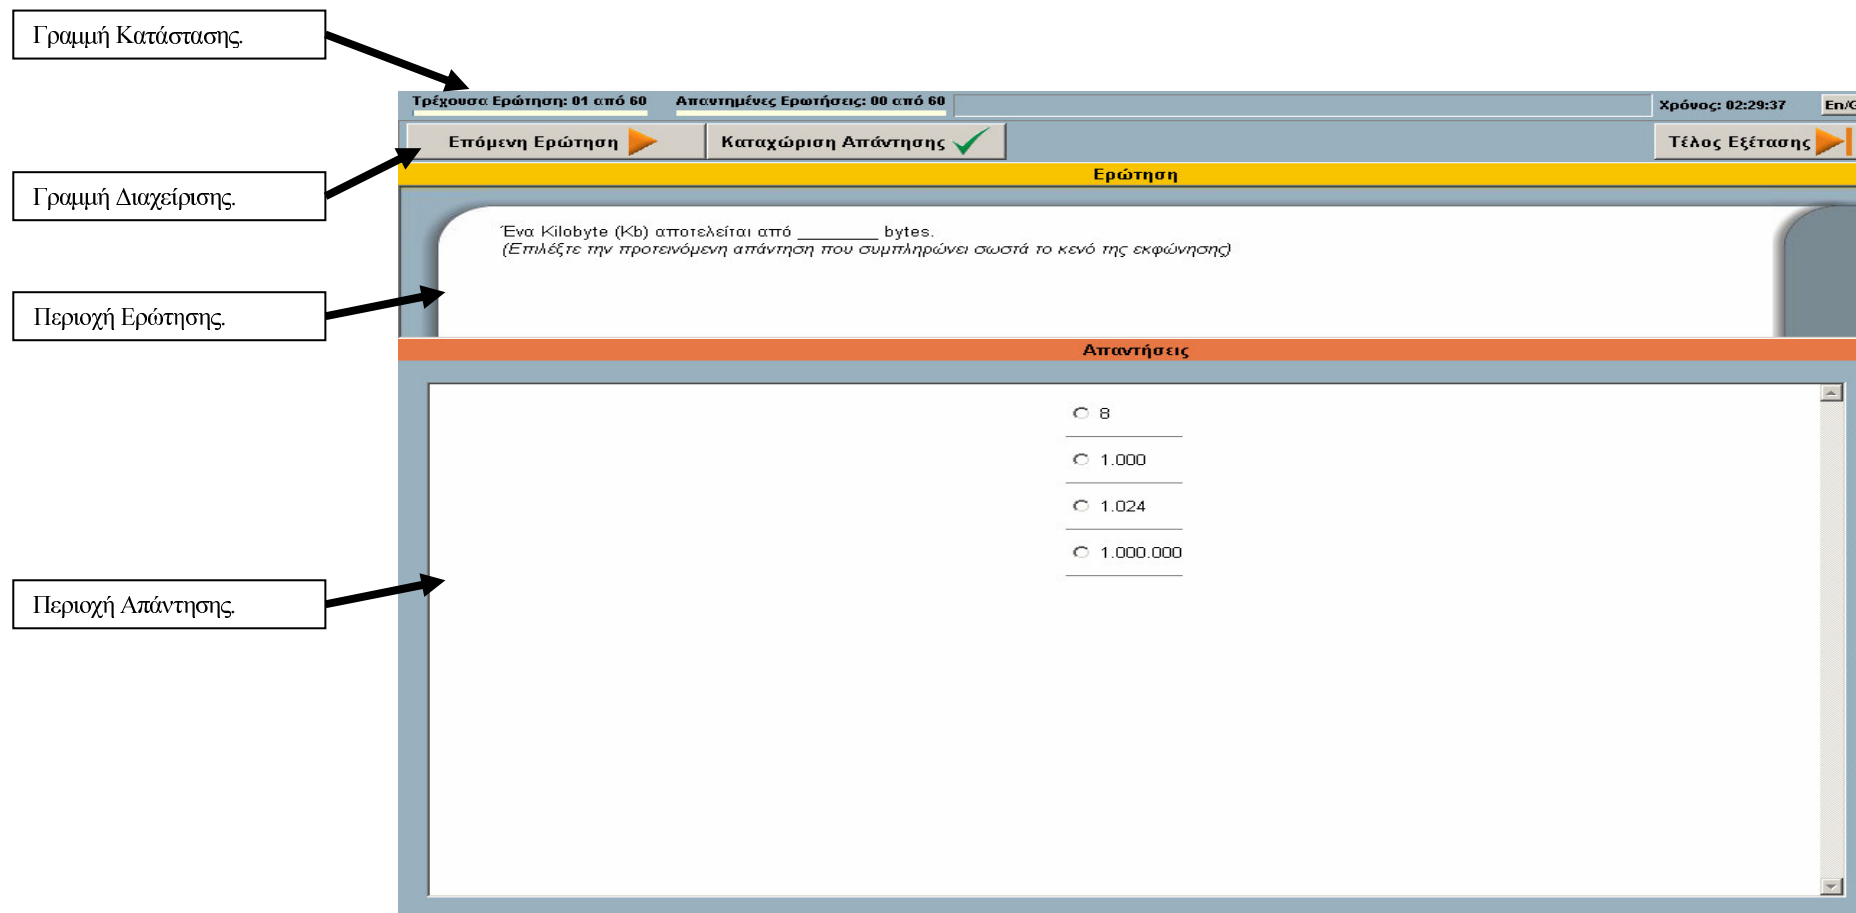 Γραμμή Κατάστασης.
Τρέχουσα Ερώτηση: 01 από 60 Απαντημένες Ερωτήσεις: 00 από 60 Χρόνος: 02:29:37 En/G
Επόμενη Ερώτηση Καταχώριση Απάντησης Τέλος Εξέτασης
Γραμμή Διαχείρισης.
Ερώτηση
Ένα Kilobyte (Kb) αποτελείται από ________ bytes.
(Επιλέξτε την προτεινόμενη απάντηση που συμπληρώνει σωστά το κενό της εκφώνησης)
Περιοχή Ερώτησης.
Απαντήσεις
8
1.000
1.024
1.000.000
Περιοχή Απάντησης.